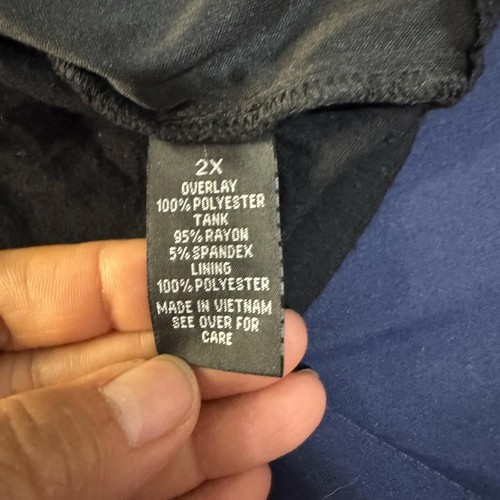 2X
OVERLAY
100% POLYESTER
TANK
95% RAYON
5% SPANDEX
LINING
100% POLYESTER
MADE IN VIETNAM
SEE OVER FOR
CARE